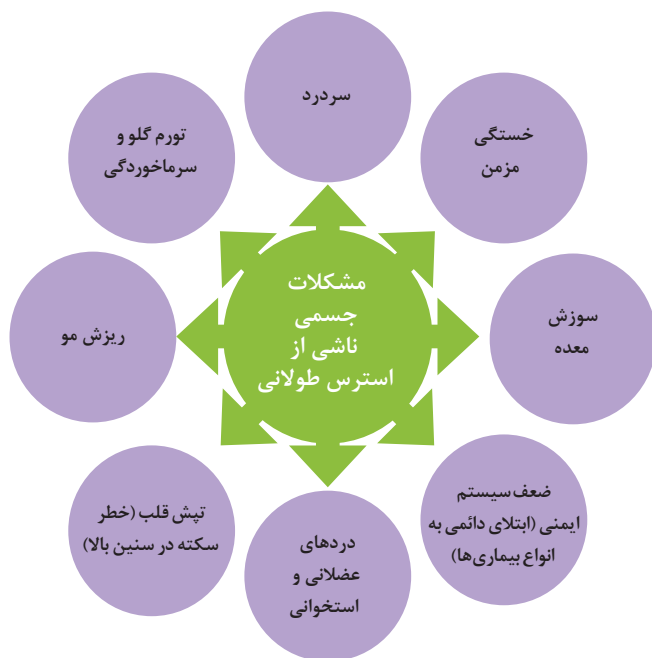 مشکلات
جسمی
ناشی از
استرس طولانی
سردرد
خستگی
مزمن
سوزش
معده
ضعف سیستم
ایمنی (ابتلای دائمی به
انواع بیماری‌ها)
دردهای
عضلانی و
استخوانی
تپش قلب (خطر
سکته در سنین بالا)
ریزش مو
تورم گلو و
سرماخوردگی